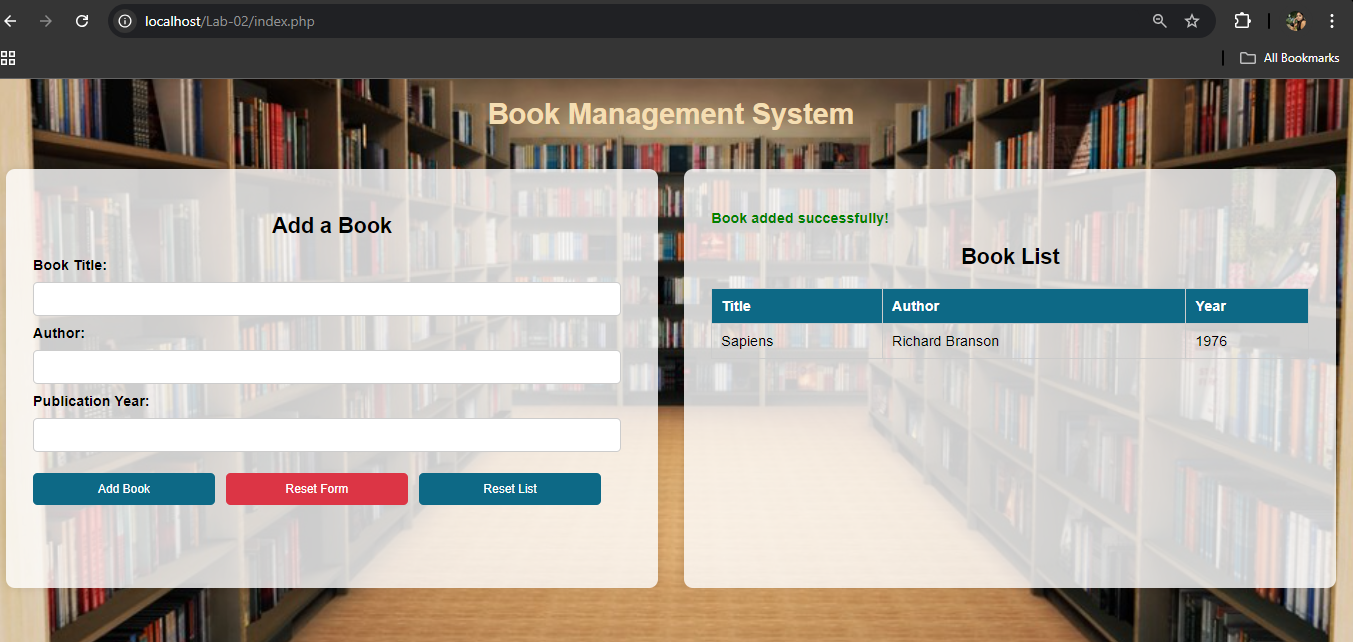 localhost/Lab-02/index.php
All Bookmarks
Book Management System
Add a Book
Book Title:
Author:
Publication Year:
Add Book Reset Form Reset List
Book added successfully!
Book List
Title Author Year
Sapiens Richard Branson 1976